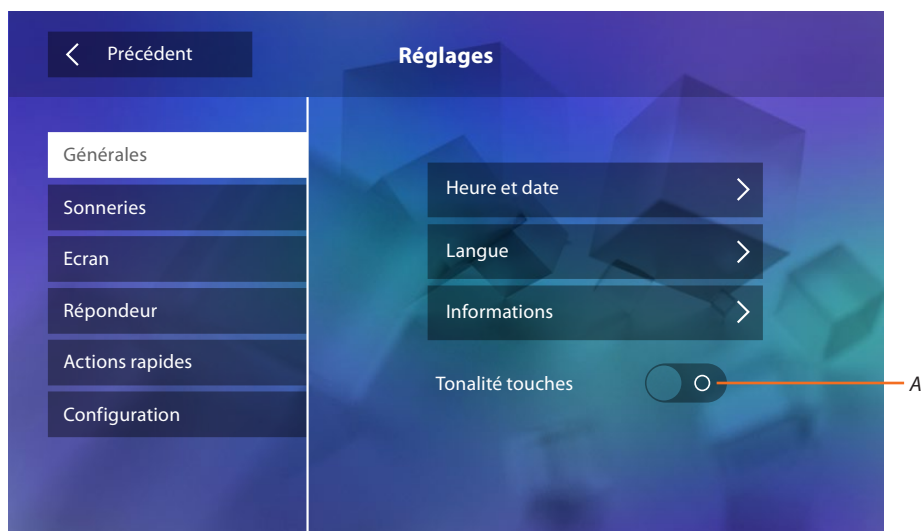 Précédent
Réglages
Générales
Sonneries
Ecran
Répondeur
Actions rapides
Configuration
Heure et date
Langue
Informations
Tonalité touches
A